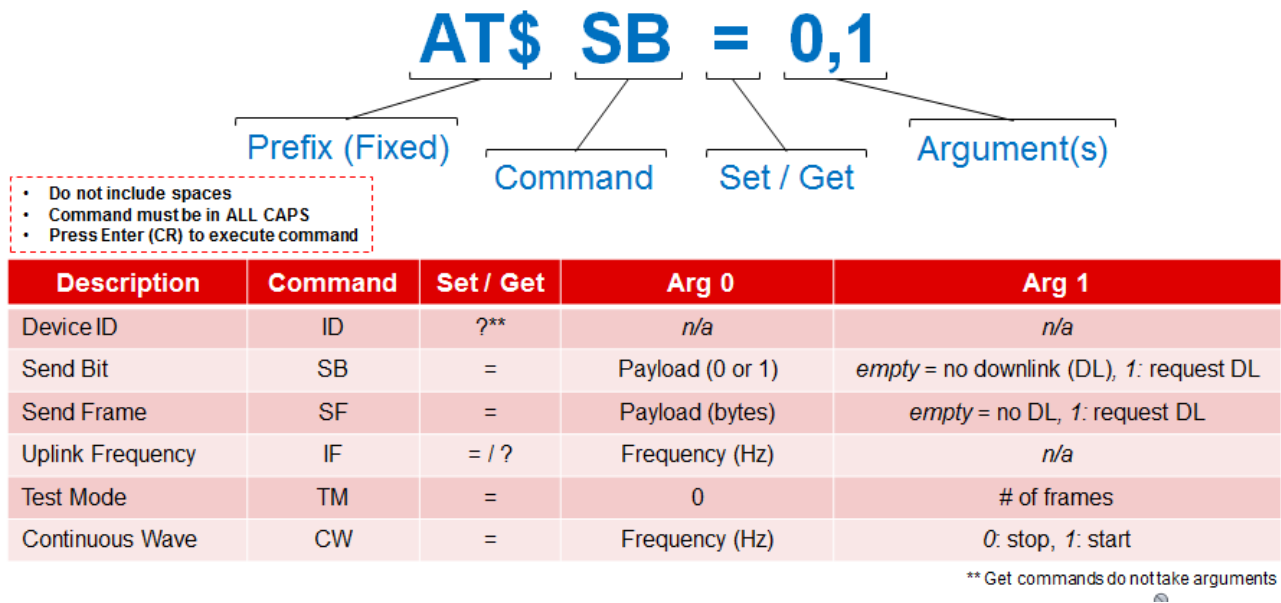 AT$ SB = 0,1
Prefix (Fixed)
Command
Set / Get
Argument(s)
• Do not include spaces
• Command must be in ALL CAPS
• Press Enter (CR) to execute command
Description Command Set / Get Arg 0 Arg 1
Device ID ID ?** n/a n/a
Send Bit SB = Payload (0 or 1) empty = no downlink (DL), 1: request DL
Send Frame SF = Payload (bytes) empty = no DL, 1: request DL
Uplink Frequency IF = / ? Frequency (Hz) n/a
Test Mode TM = 0 # of frames
Continuous Wave CW = Frequency (Hz) 0: stop, 1: start
** Get commands do not take arguments